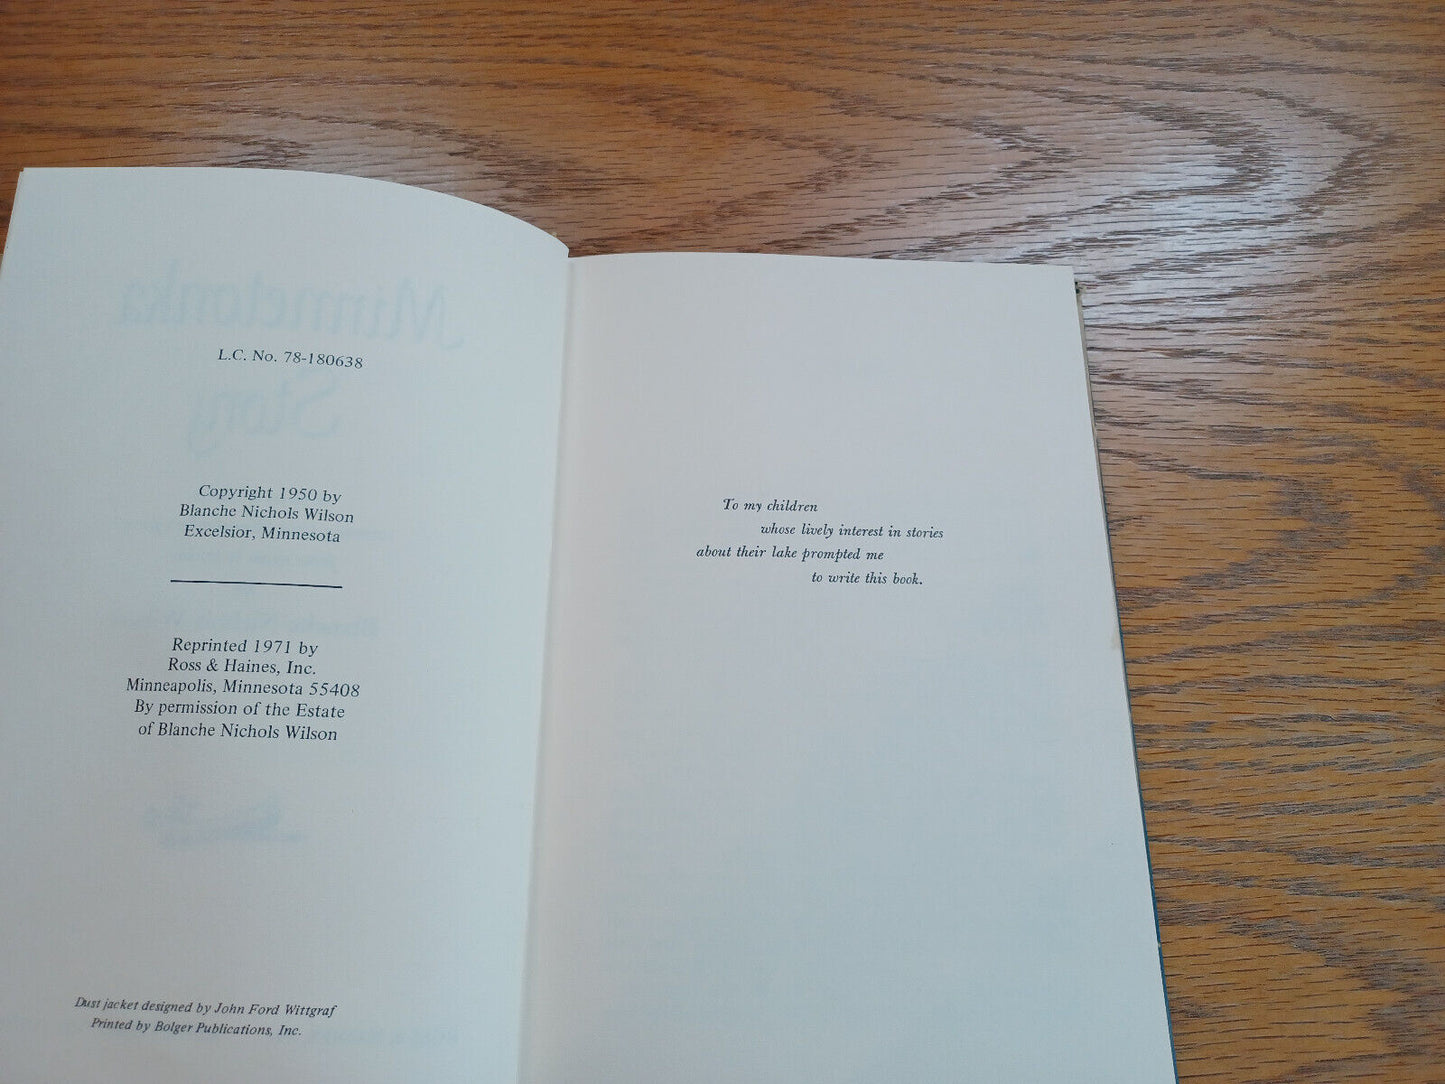 Minnetonka
Story
L.C. No. 78-180638
Copyright 1950 by
Blanche Nichols Wilson
Excelsior, Minnesota
Reprinted 1971 by
Ross & Haines, Inc.
Minneapolis, Minnesota 55408
By permission of the Estate
of Blanche Nichols Wilson
Dust jacket designed by John Ford Wittgraf
Printed by Bolger Publications, Inc.
To my children
whose lively interest in stories
about their lake prompted me
to write this book.